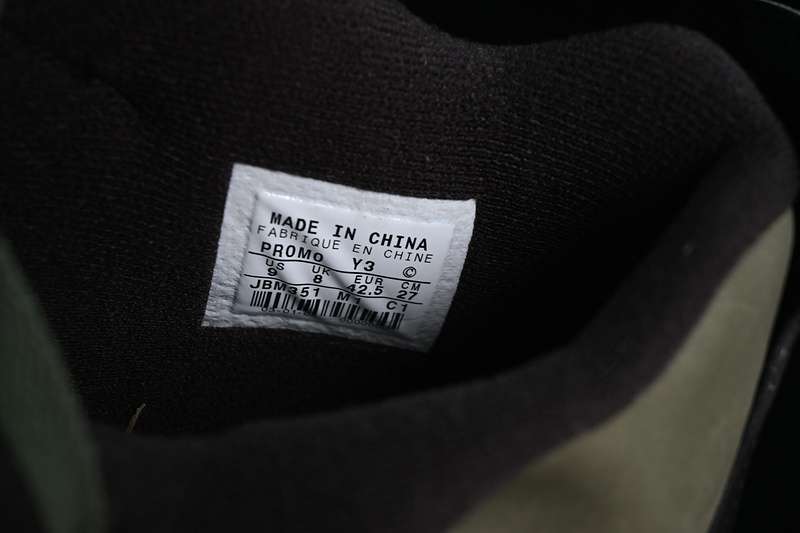 MADE IN CHINA
FABRIQUE EN CHINE
PROMO Y3 ©
US UK EUR CM
9 8 42.5 27
JBM351 M1 C1